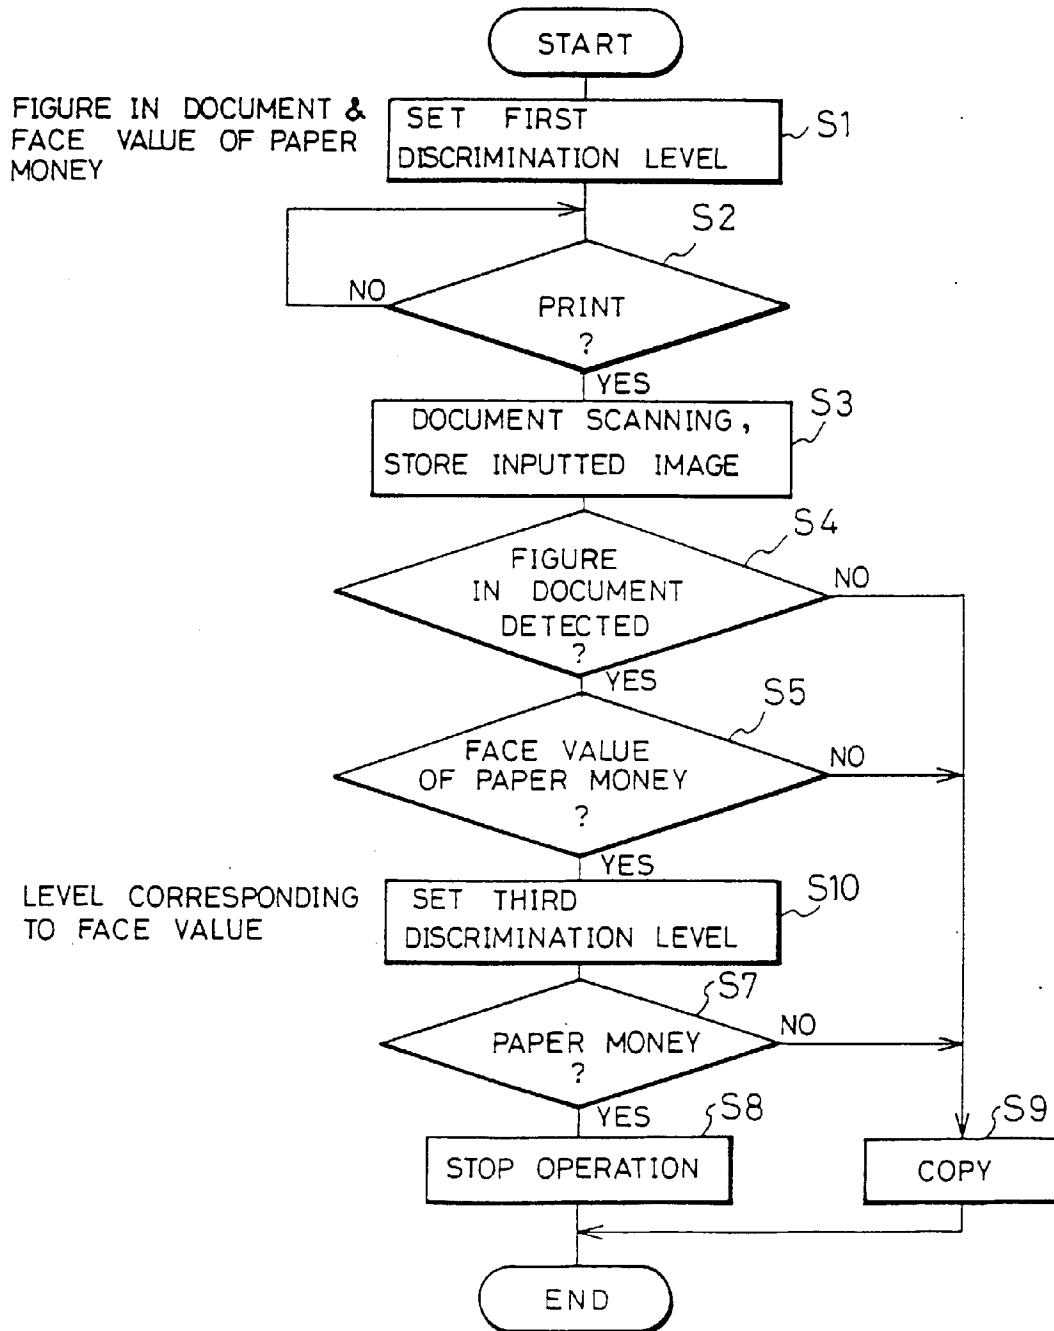 START
FIGURE IN DOCUMENT &
FACE VALUE OF PAPER
MONEY
SET FIRST
DISCRIMINATION LEVEL
S1
S2
NO
PRINT
?
YES
DOCUMENT SCANNING,
STORE INPUTTED IMAGE
S3
S4
FIGURE
IN DOCUMENT
DETECTED
?
NO
YES
S5
FACE VALUE
OF PAPER MONEY
?
NO
YES
LEVEL CORRESPONDING
TO FACE VALUE
SET THIRD
DISCRIMINATION LEVEL
S10
S7
PAPER MONEY
?
NO
YES
S8
STOP OPERATION
S9
COPY
END